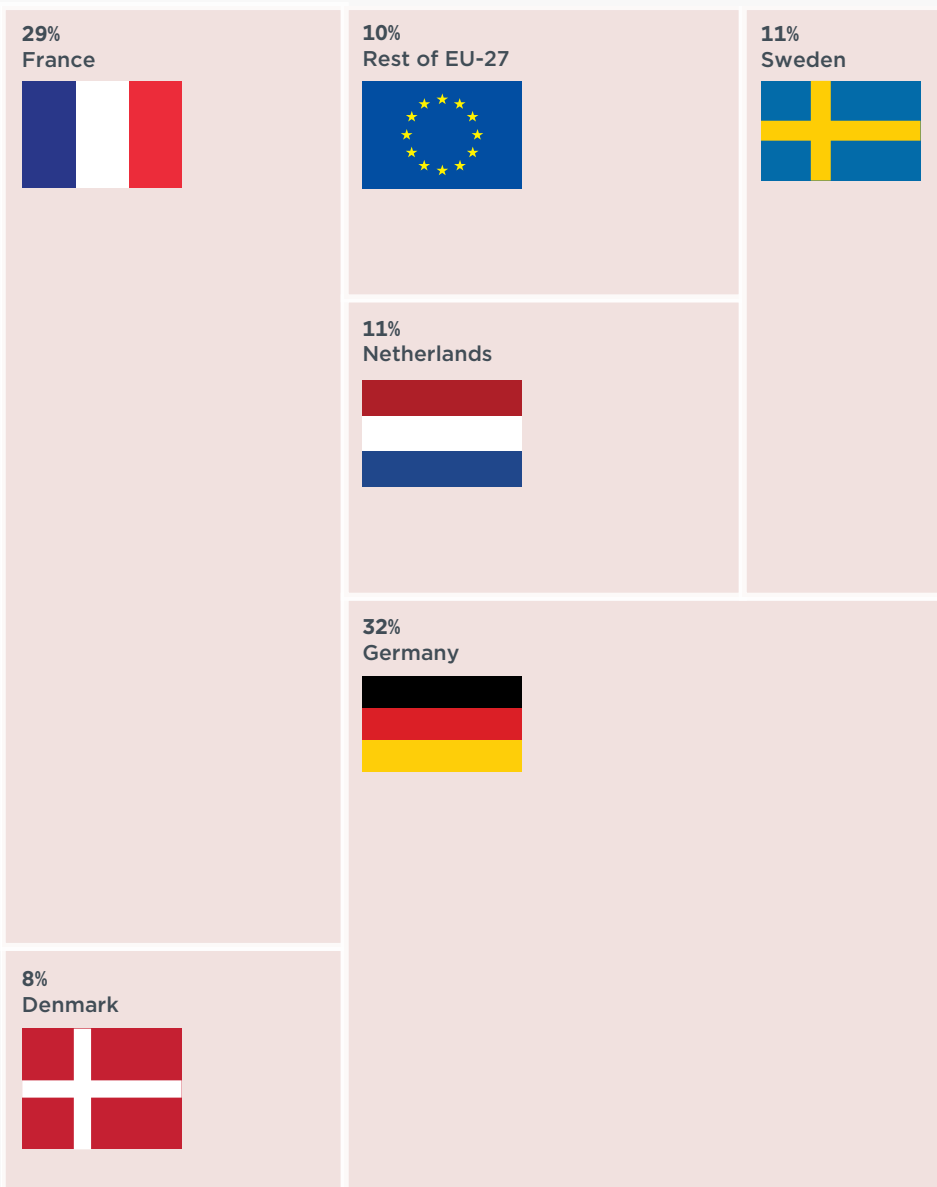 29%
France
10%
Rest of EU-27
11%
Sweden
11%
Netherlands
32%
Germany
8%
Denmark